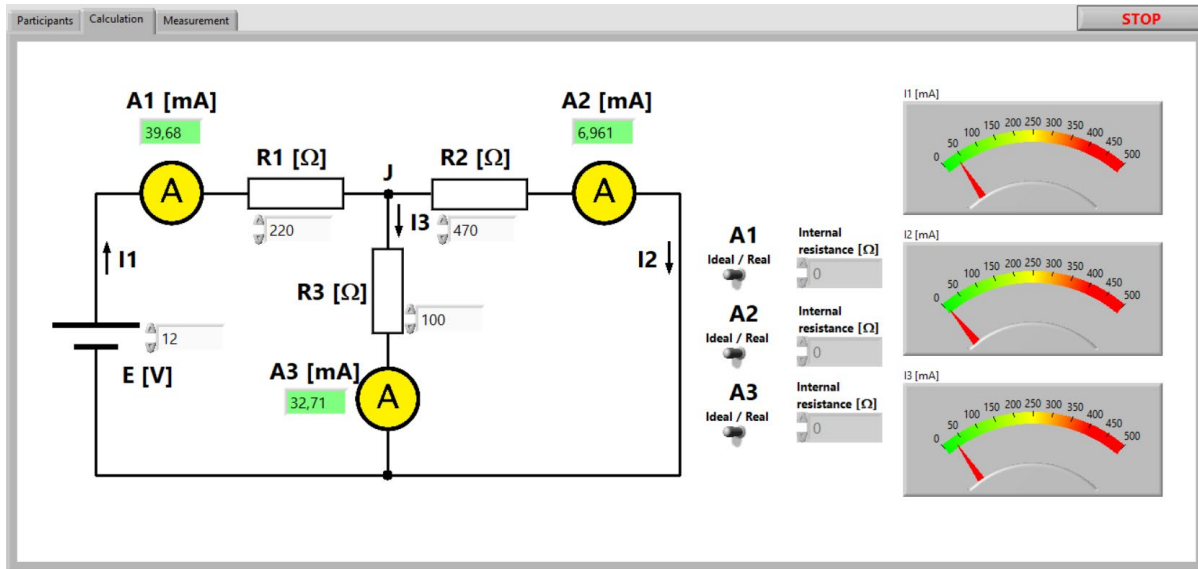 Participants
Calculation
Measurement
STOP
A1 [mA]
39,68
A
R1 [Ω]
220
J
R2 [Ω]
470
A2 [mA]
6,961
A
I1
I3
I2
R3 [Ω]
100
12
E [V]
A3 [mA]
32,71
A
A1
Ideal / Real
Internal
resistance [Ω]
0
A2
Ideal / Real
Internal
resistance [Ω]
0
A3
Ideal / Real
Internal
resistance [Ω]
0
I1 [mA]
0 50 100 150 200 250 300 350 400 450 500
I2 [mA]
0 50 100 150 200 250 300 350 400 450 500
I3 [mA]
0 50 100 150 200 250 300 350 400 450 500